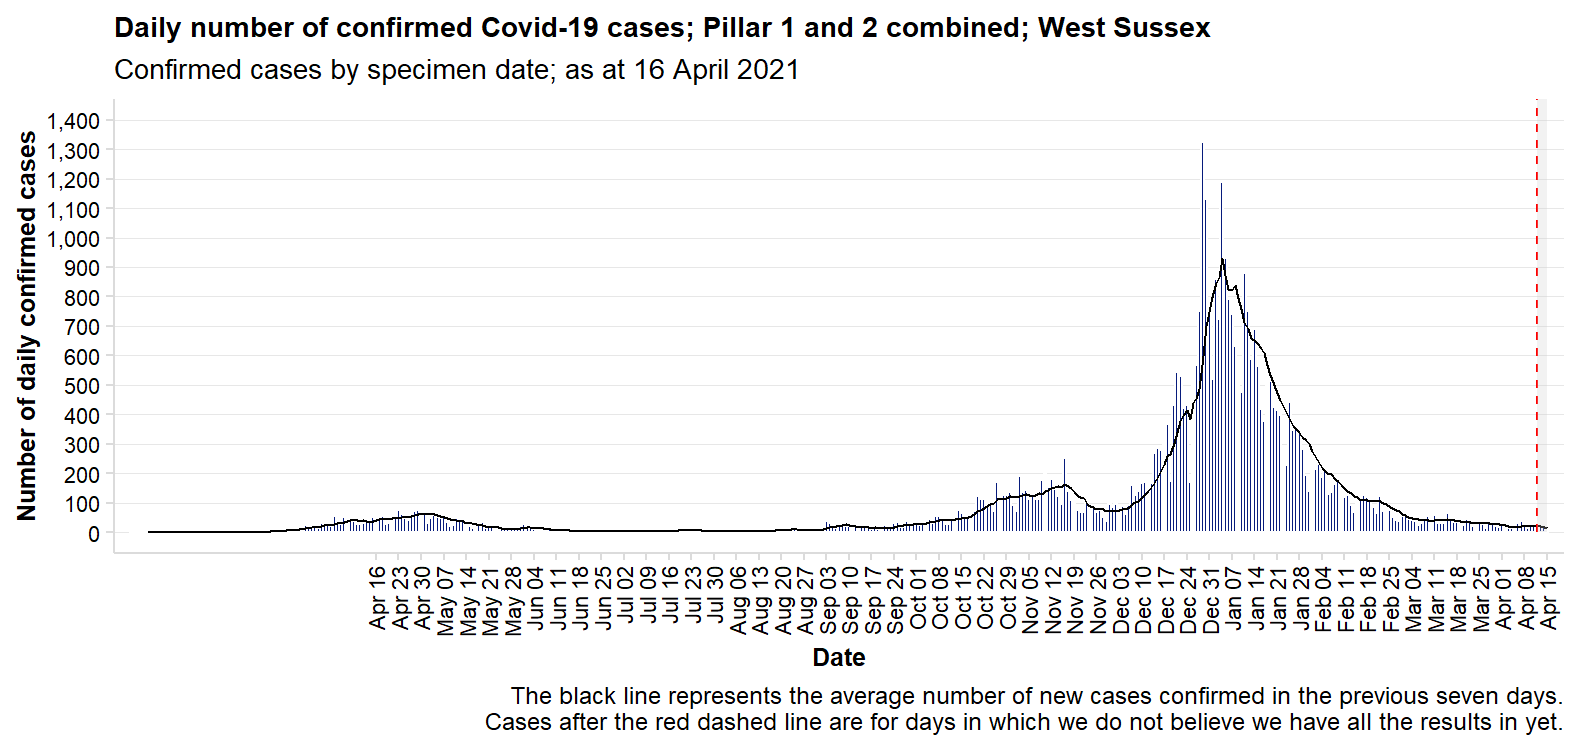 Daily number of confirmed Covid-19 cases; Pillar 1 and 2 combined; West Sussex
Confirmed cases by specimen date; as at 16 April 2021
Number of daily confirmed cases
1,400
1,300
1,200
1,100
1,000
900
800
700
600
500
400
300
200
100
0
Apr 16
Apr 23
Apr 30
May 07
May 14
May 21
May 28
Jun 04
Jun 11
Jun 18
Jun 25
Jul 02
Jul 09
Jul 16
Jul 23
Jul 30
Aug 06
Aug 13
Aug 20
Aug 27
Sep 03
Sep 10
Sep 17
Sep 24
Oct 01
Oct 08
Oct 15
Oct 22
Oct 29
Nov 05
Nov 12
Nov 19
Nov 26
Dec 03
Dec 10
Dec 17
Dec 24
Dec 31
Jan 07
Jan 14
Jan 21
Jan 28
Feb 04
Feb 11
Feb 18
Feb 25
Mar 04
Mar 11
Mar 18
Mar 25
Apr 01
Apr 08
Apr 15
Date
The black line represents the average number of new cases confirmed in the previous seven days.
Cases after the red dashed line are for days in which we do not believe we have all the results in yet.